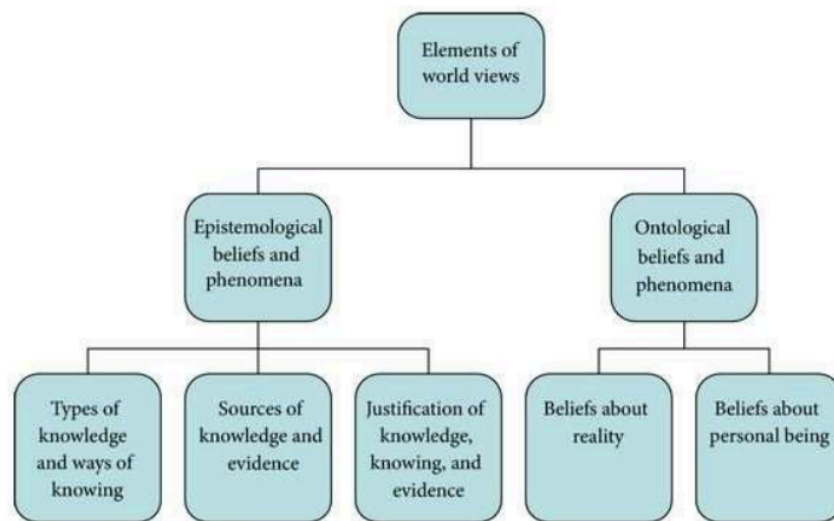 Elements of
world views
Epistemological
beliefs and
phenomena
Ontological
beliefs and
phenomena
Types of
knowledge
and ways of
knowing
Sources of
knowledge and
evidence
Justification of
knowledge,
knowing, and
evidence
Beliefs about
reality
Beliefs about
personal being